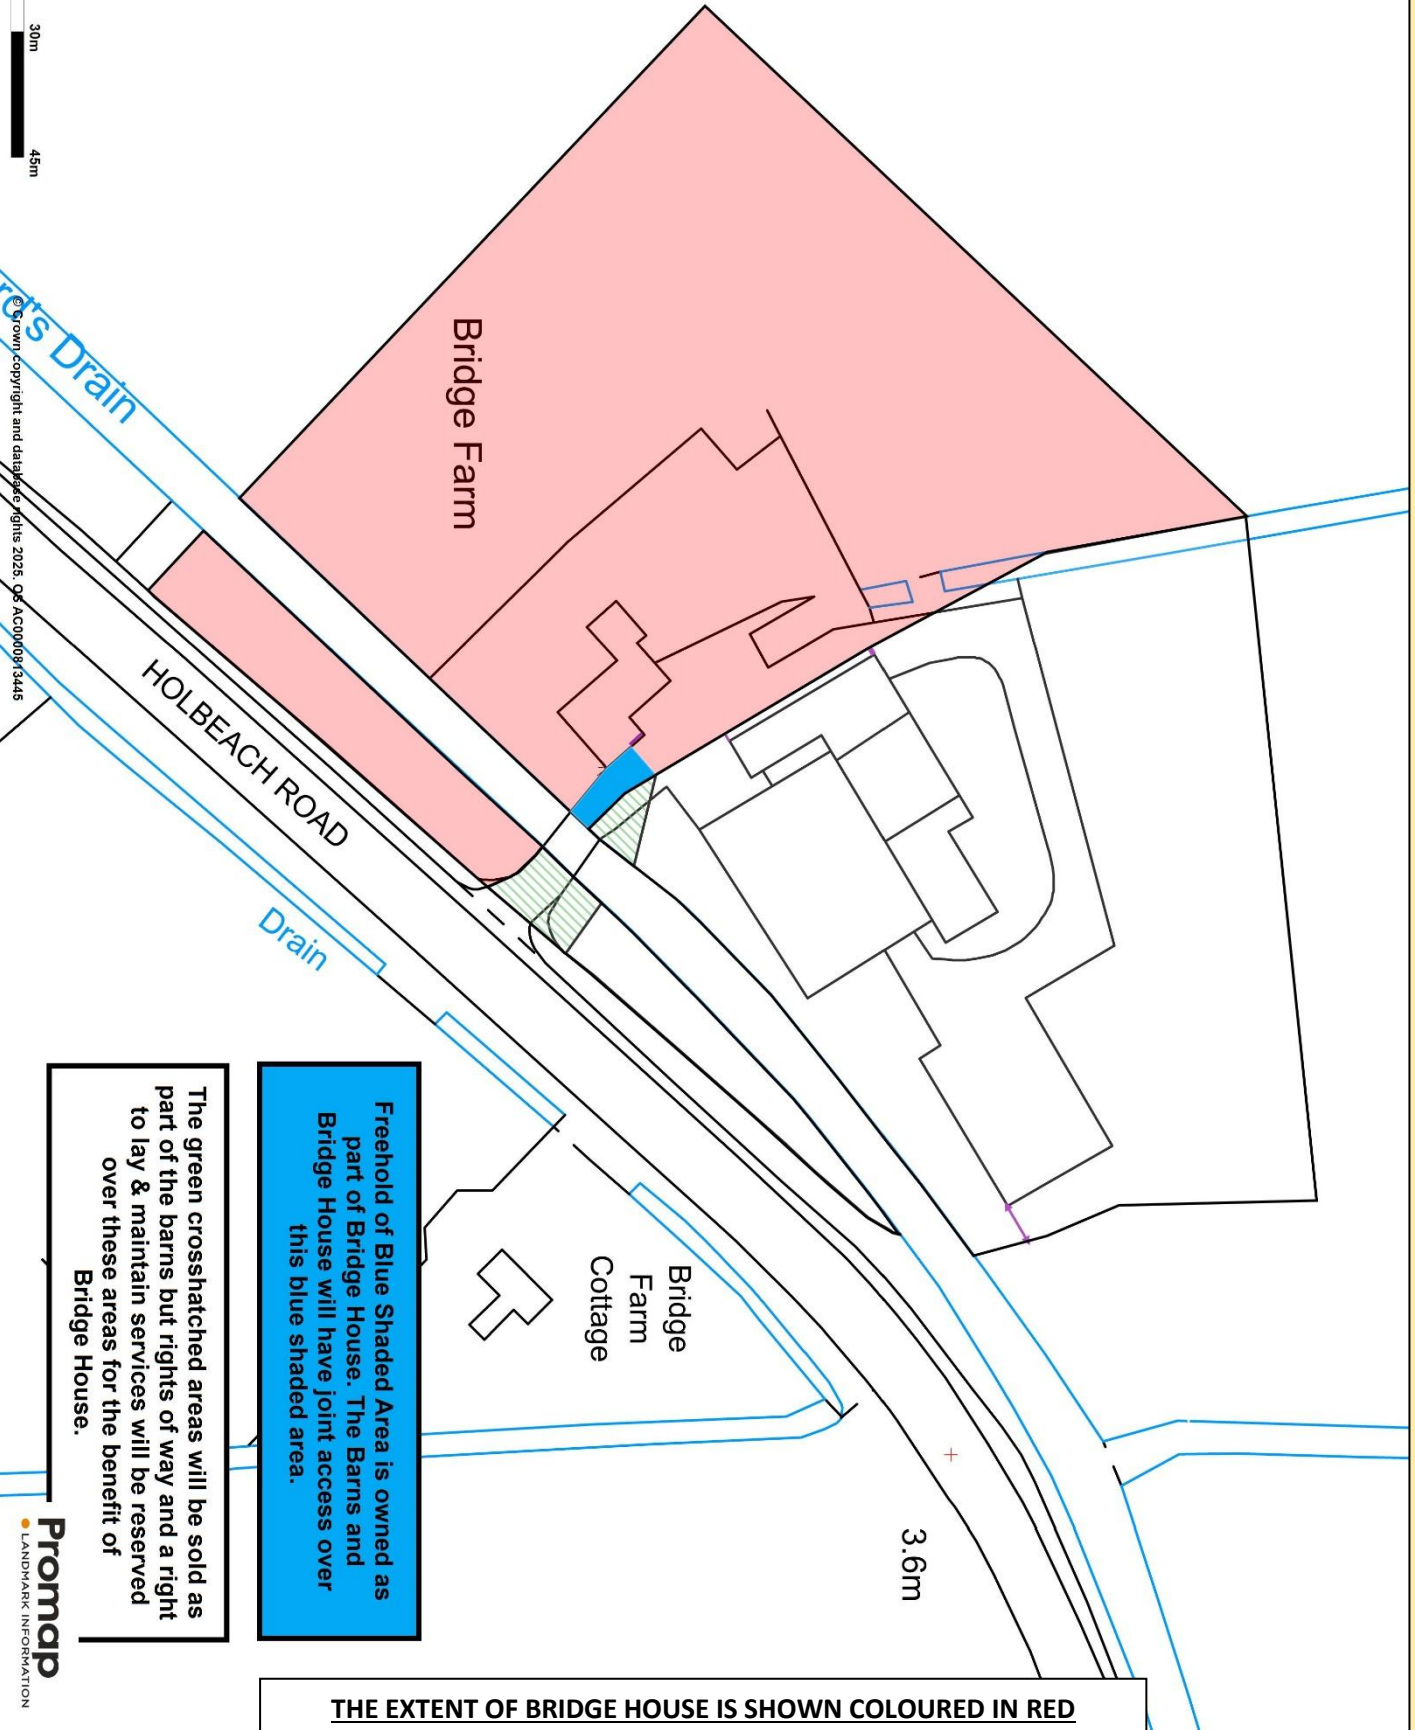 30m
45m
Bridge Farm
rd's Drain
© Crown copyright and database rights 2025. OS AC0000813445
HOLBEACH ROAD
Drain
Bridge
Farm
Cottage
3.6m
Freehold of Blue Shaded Area is owned as
part of Bridge House. The Barns and
Bridge House will have joint access over
this blue shaded area.
The green crosshatched areas will be sold as
part of the barns but rights of way and a right
to lay & maintain services will be reserved
over these areas for the benefit of
Bridge House.
Promap
LANDMARK INFORMATION
THE EXTENT OF BRIDGE HOUSE IS SHOWN COLOURED IN RED